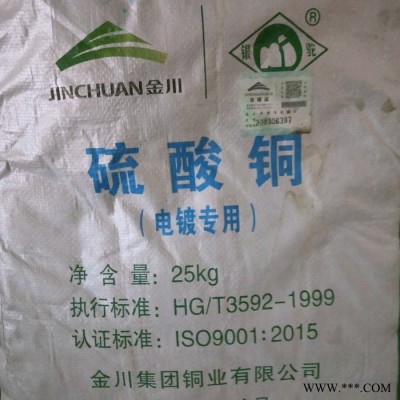 JINCHUAN金川
银驼®
硫酸铜
（电镀专用）
净含量：25kg
执行标准：HG/T3592-1999
认证标准：ISO9001:2015
金川集团铜业有限公司
www.***.COM